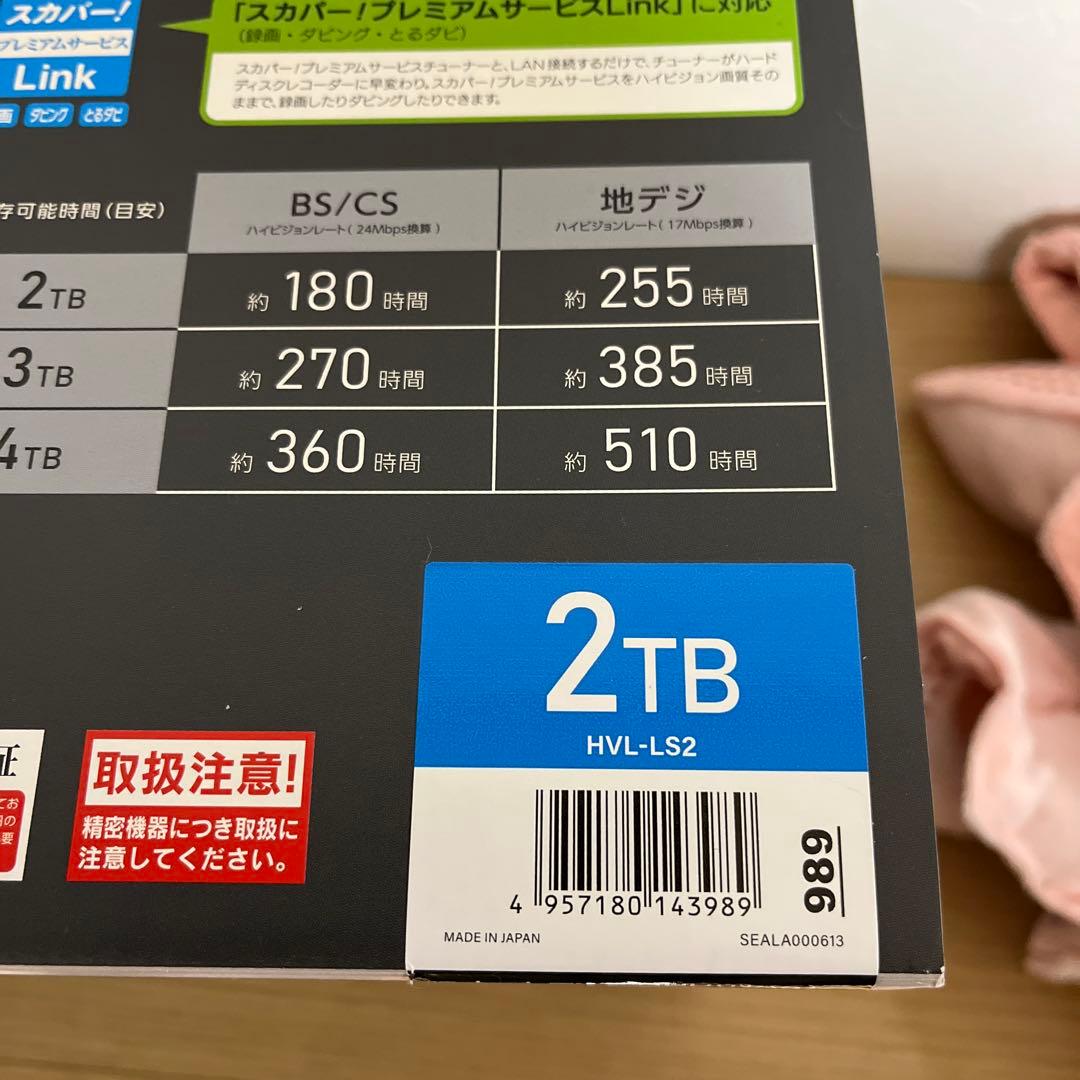 スカパー!
プレミアムサービス
Link
画 ダビング とるダビ
「スカパー!プレミアムサービスLink」に対応
(録画・ダビング・とるダビ)
スカパー!プレミアムサービスチューナーと、LAN接続するだけで、チューナーがハード
ディスクレコーダーに早変わり。スカパー!プレミアムサービスをハイビジョン画質その
ままで、録画したりダビングしたりできます。
存可能時間(目安)
BS/CS
ハイビジョンレート( 24Mbps換算 )
地デジ
ハイビジョンレート( 17Mbps換算 )
2TB 約 180 時間 約 255 時間
3TB 約 270 時間 約 385 時間
4TB 約 360 時間 約 510 時間
2TB
HVL-LS2
4 957180 143989
989
MADE IN JAPAN
SEALA000613
取扱注意!
精密機器につき取扱に
注意してください。
証
てお
の
要